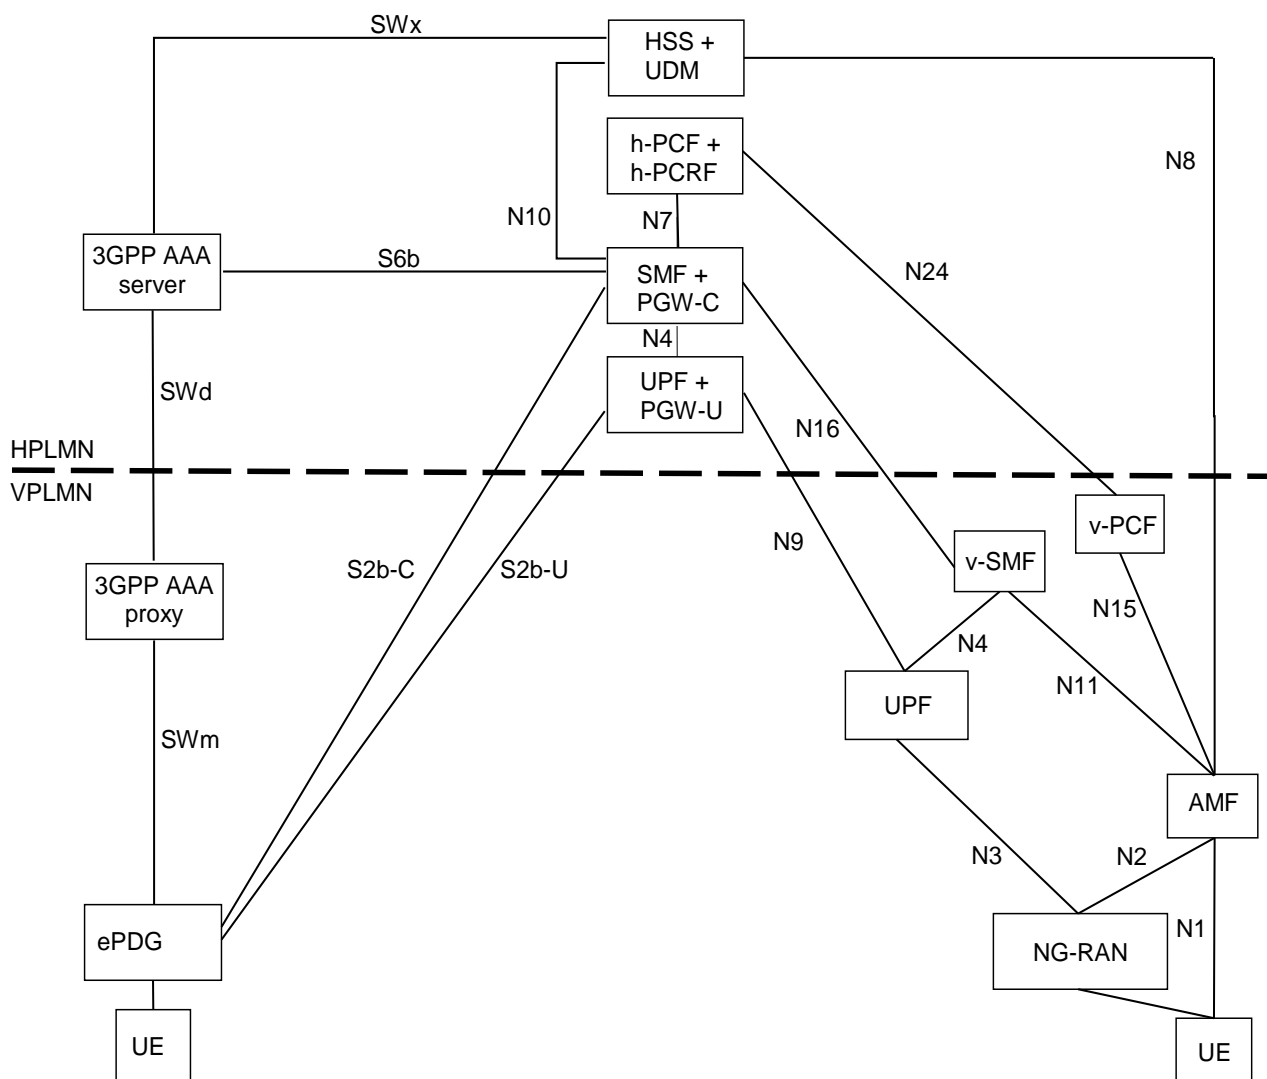 SWx
HSS +
UDM
h-PCF +
h-PCRF
N8
N10
N7
3GPP AAA
server
S6b
SMF +
PGW-C
N24
N4
UPF +
PGW-U
SWd
N16
HPLMN
VPLMN
v-PCF
N9
v-SMF
S2b-C
S2b-U
3GPP AAA
proxy
N15
N4
N11
UPF
SWm
AMF
N3
N2
ePDG
N1
NG-RAN
UE
UE